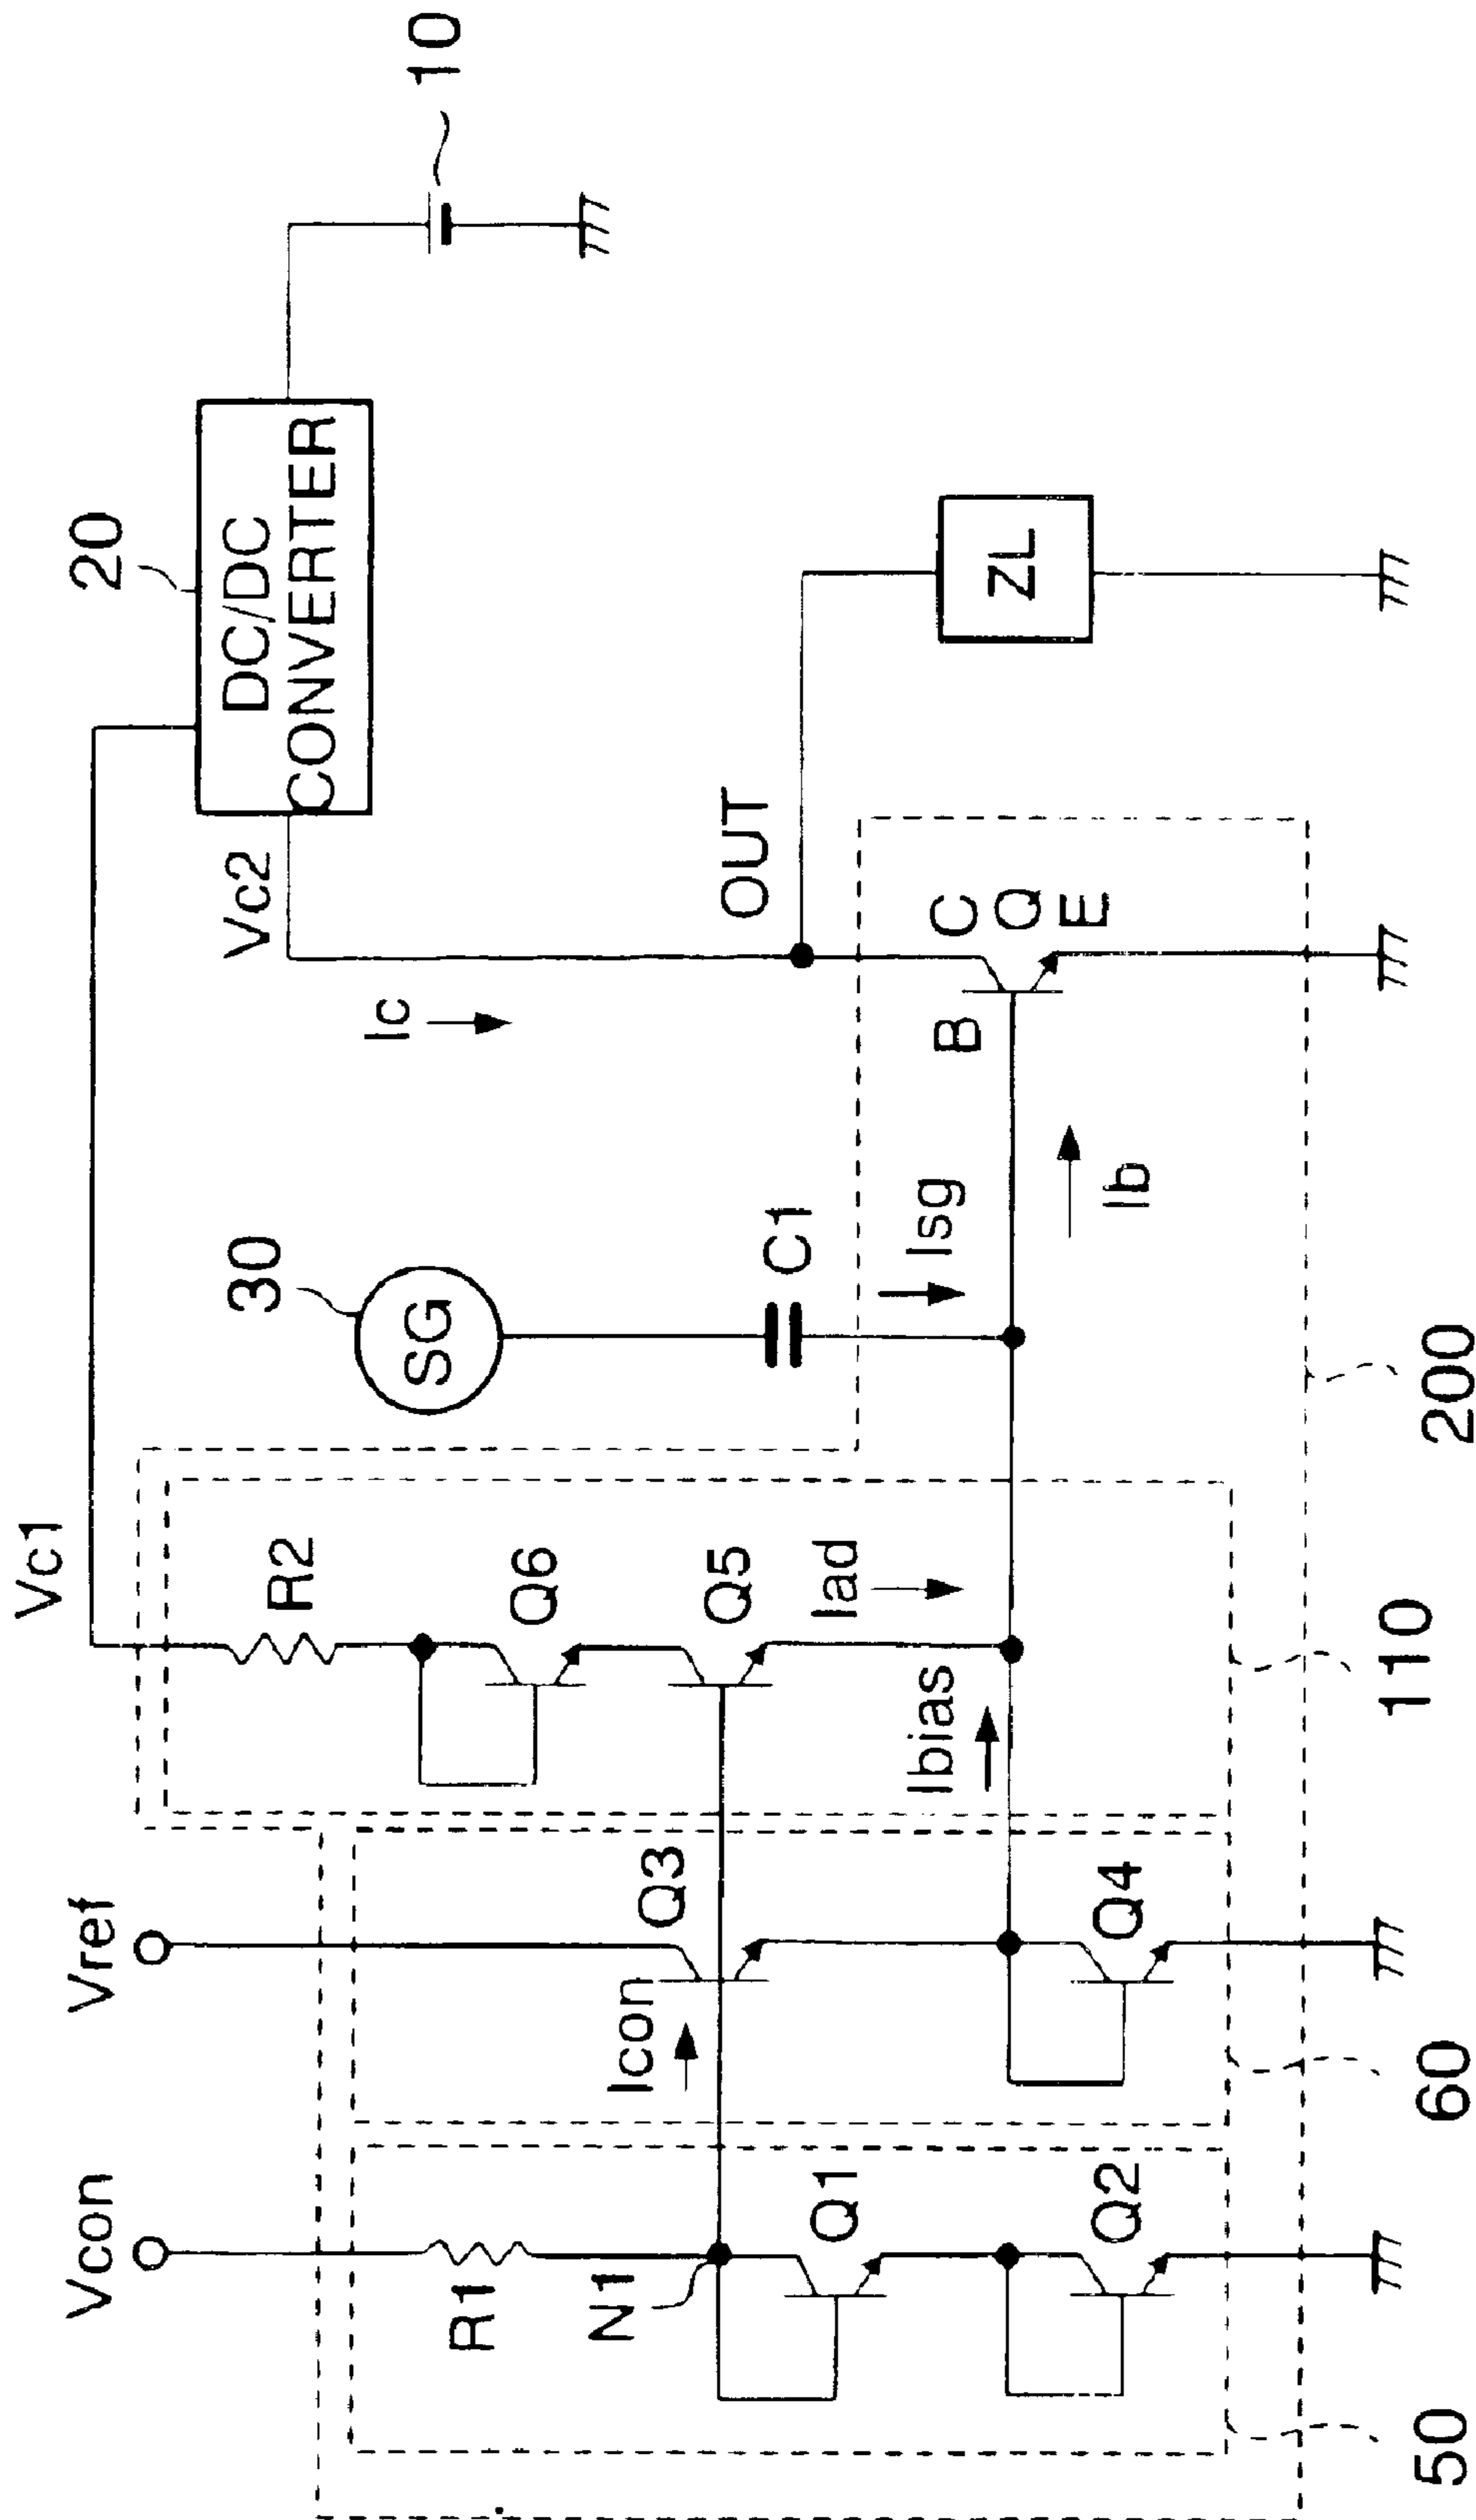 Vcon
Vref
Vc1
20
DC/DC
CONVERTER
10
Vc2
R2
30
SG
Ic
R1
N1
Icon
Q3
Q6
Q5
Iad
C1
OUT
ZL
Q1
Ibias
Isg
B
C
Q
E
Q2
Q4
Ib
50
60
110
200